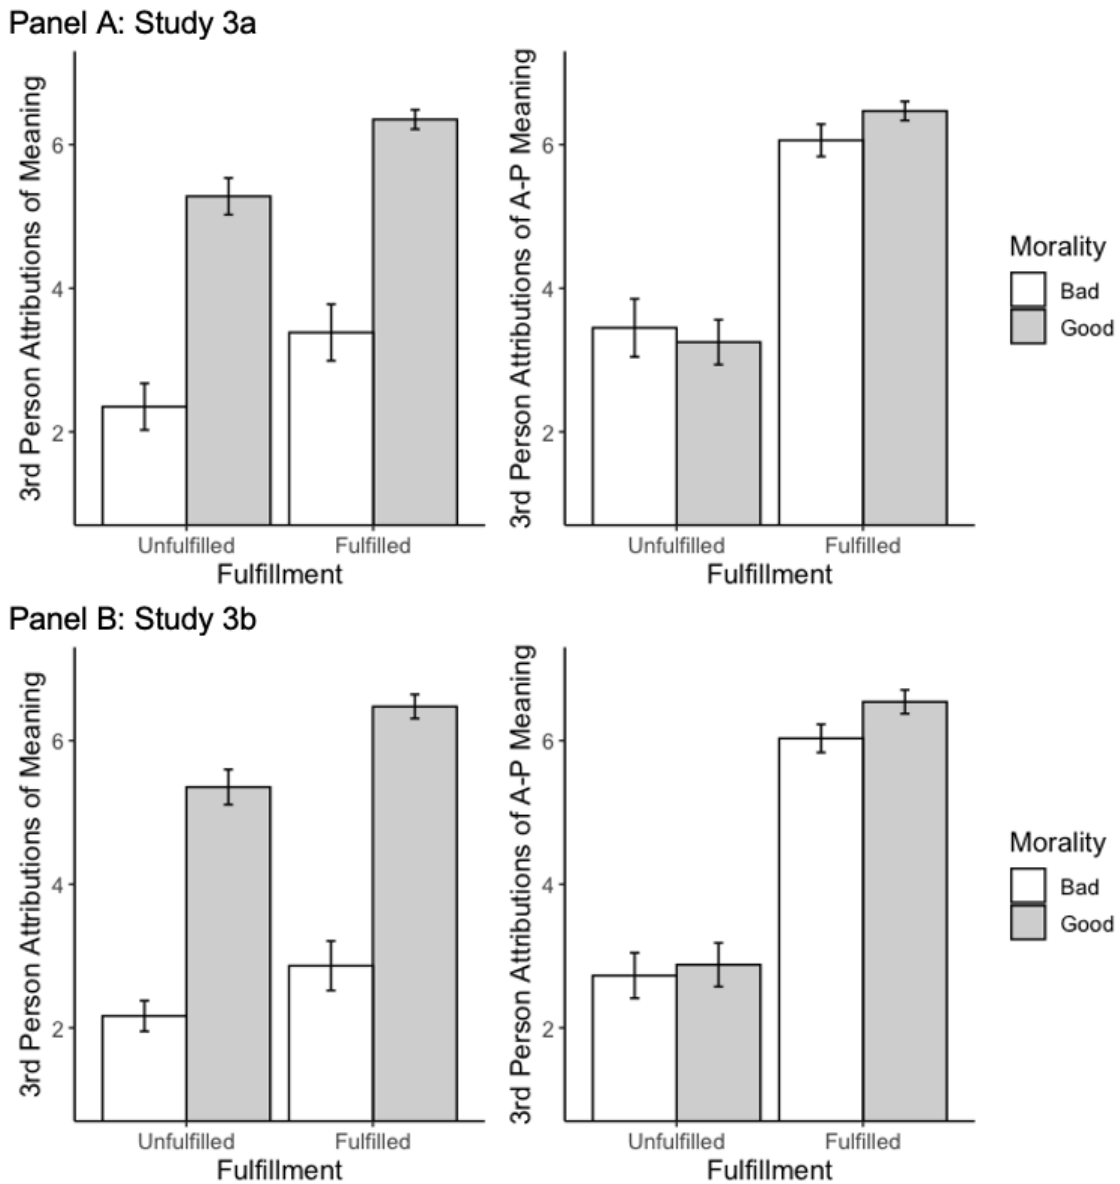 Panel A: Study 3a
3rd Person Attributions of Meaning
6
4
2
Unfulfilled
Fulfilled
Fulfillment
3rd Person Attributions of A-P Meaning
6
4
2
Unfulfilled
Fulfilled
Fulfillment
Morality
Bad
Good
Panel B: Study 3b
3rd Person Attributions of Meaning
6
4
2
Unfulfilled
Fulfilled
Fulfillment
3rd Person Attributions of A-P Meaning
6
4
2
Unfulfilled
Fulfilled
Fulfillment
Morality
Bad
Good